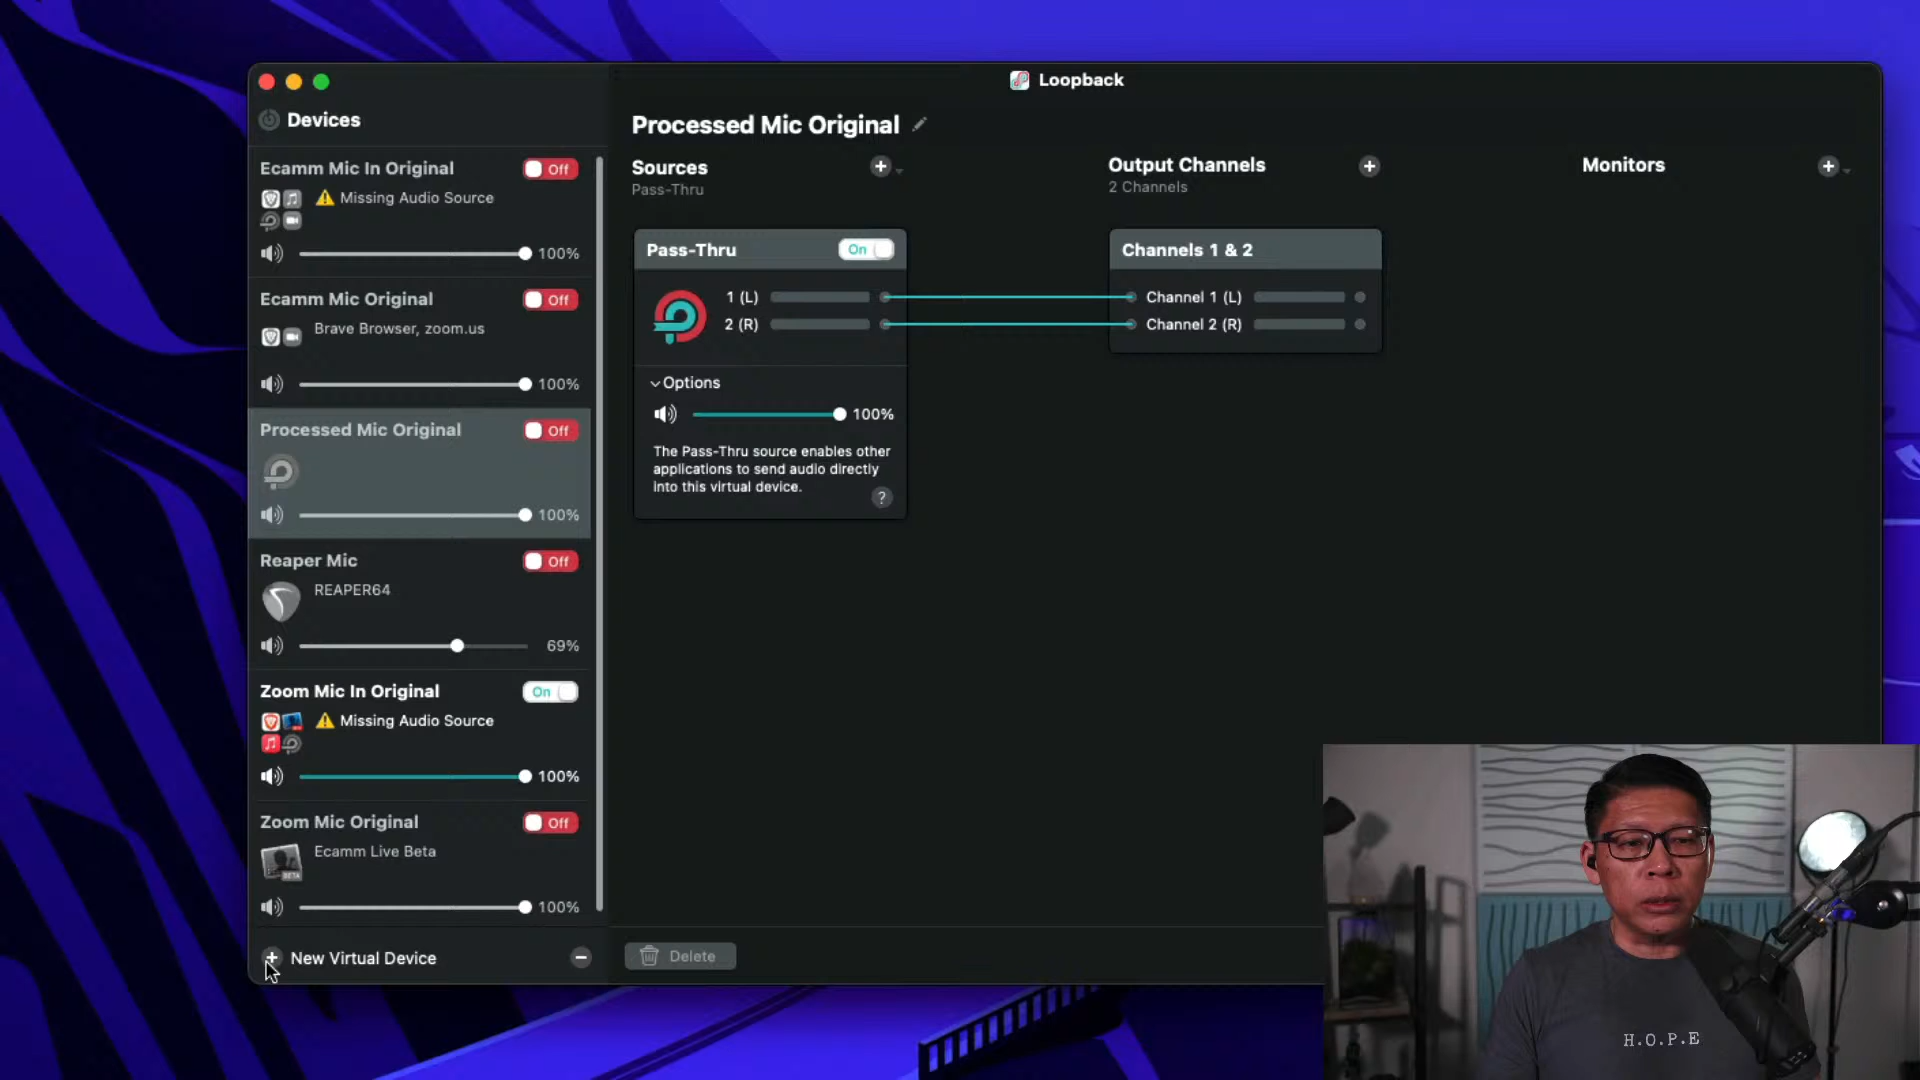 Loopback
Devices
Ecamm Mic In Original
Off
Missing Audio Source
100%
Ecamm Mic Original
Off
Brave Browser, zoom.us
100%
Processed Mic Original
Off
100%
Reaper Mic
Off
REAPER64
69%
Zoom Mic In Original
On
Missing Audio Source
100%
Zoom Mic Original
Off
Ecamm Live Beta
BETA
100%
New Virtual Device
Processed Mic Original
Sources
Pass-Thru
Pass-Thru
On
1 (L)
2 (R)
Options
100%
The Pass-Thru source enables other
applications to send audio directly
into this virtual device.
?
Output Channels
2 Channels
Channels 1 & 2
Channel 1 (L)
Channel 2 (R)
Monitors
Delete
H.O.P.E